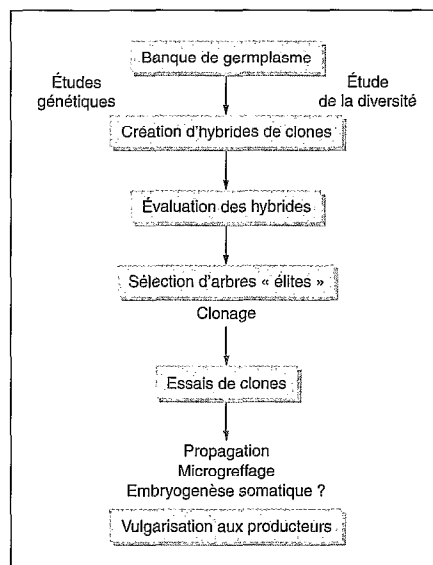 Banque de germplasme
Études
génétiques
Étude
de la diversité
Création d'hybrides de clones
Évaluation des hybrides
Sélection d'arbres « élites »
Clonage
Essais de clones
Propagation
Microgreffage
Embryogenèse somatique ?
Vulgarisation aux producteurs